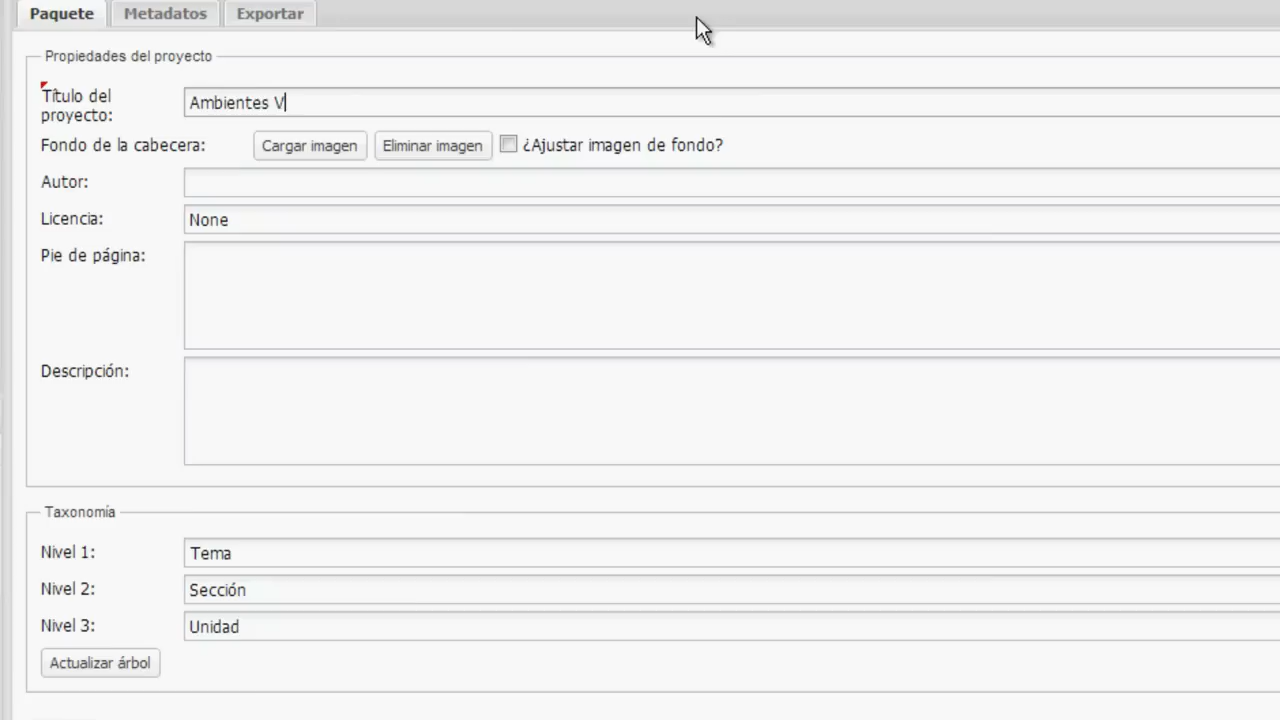 Paquete Metadatos Exportar
Propiedades del proyecto
Título del
proyecto:
Ambientes V
Fondo de la cabecera: Cargar imagen Eliminar imagen ¿Ajustar imagen de fondo?
Autor:
Licencia: None
Pie de página:
Descripción:
Taxonomía
Nivel 1: Tema
Nivel 2: Sección
Nivel 3: Unidad
Actualizar árbol